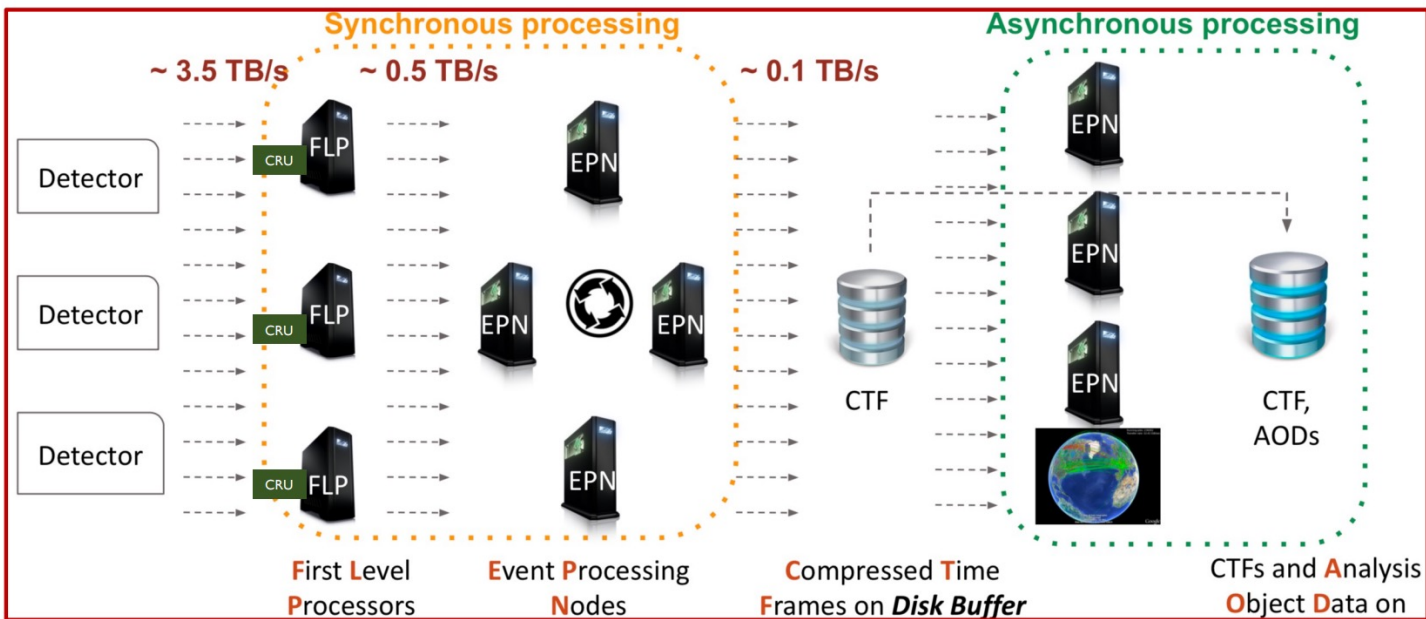 Synchronous processing
Asynchronous processing
~ 3.5 TB/s
~ 0.5 TB/s
~ 0.1 TB/s
Detector
CRU
FLP
EPN
EPN
Detector
CRU
FLP
EPN
EPN
EPN
CTF
EPN
CTF,
AODs
Detector
CRU
FLP
EPN
First Level
Processors
Event Processing
Nodes
Compressed Time
Frames on Disk Buffer
CTFs and Analysis
Object Data on